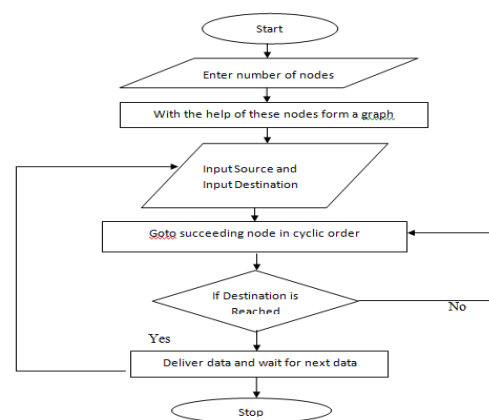 Start
Enter number of nodes
With the help of these nodes form a graph
Input Source and
Input Destination
Goto succeeding node in cyclic order
If Destination is
Reached
No
Yes
Deliver data and wait for next data
Stop